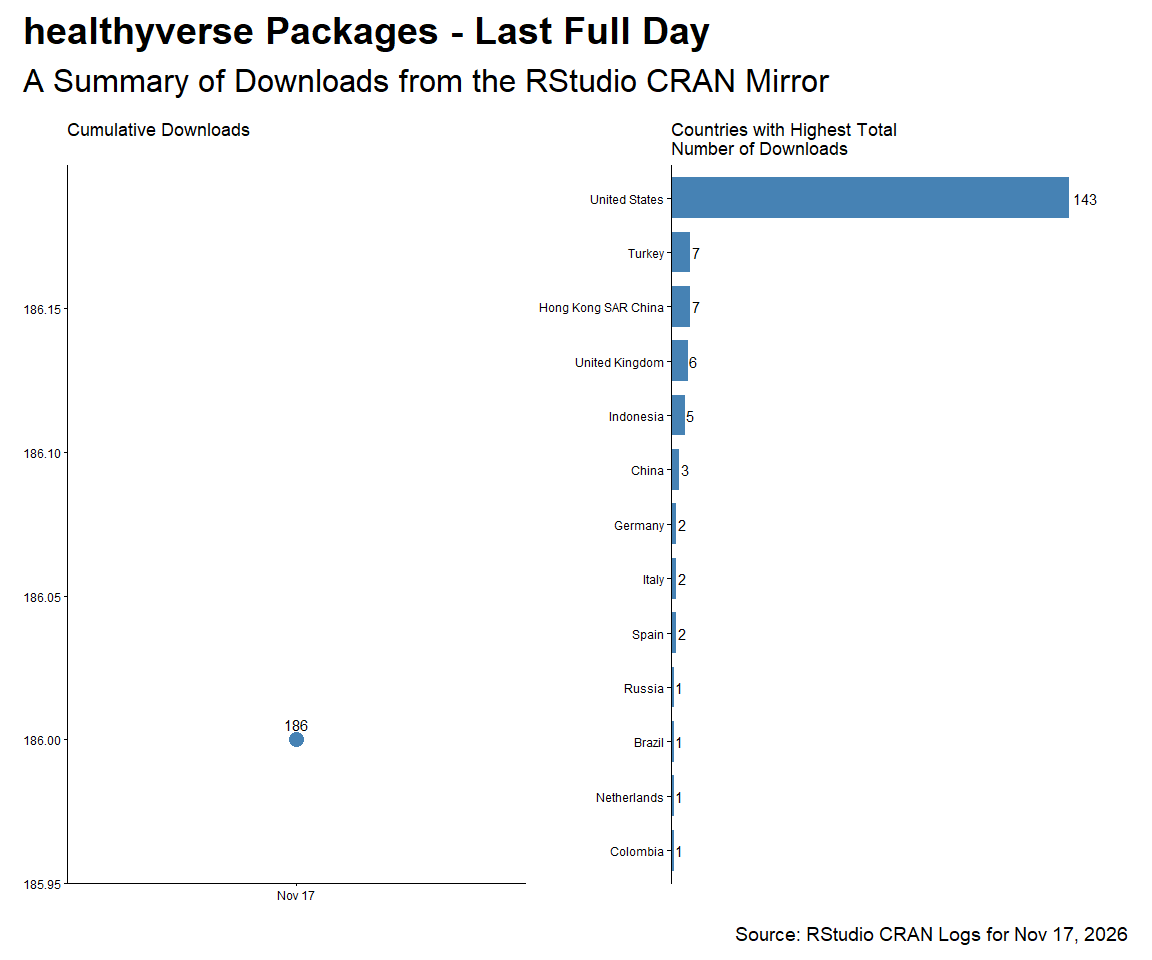 healthyverse Packages - Last Full Day
A Summary of Downloads from the RStudio CRAN Mirror
Cumulative Downloads
186.15
186.10
186.05
186.00
185.95
186
Nov 17
Countries with Highest Total
Number of Downloads
United States 143
Turkey 7
Hong Kong SAR China 7
United Kingdom 6
Indonesia 5
China 3
Germany 2
Italy 2
Spain 2
Russia 1
Brazil 1
Netherlands 1
Colombia 1
Source: RStudio CRAN Logs for Nov 17, 2026